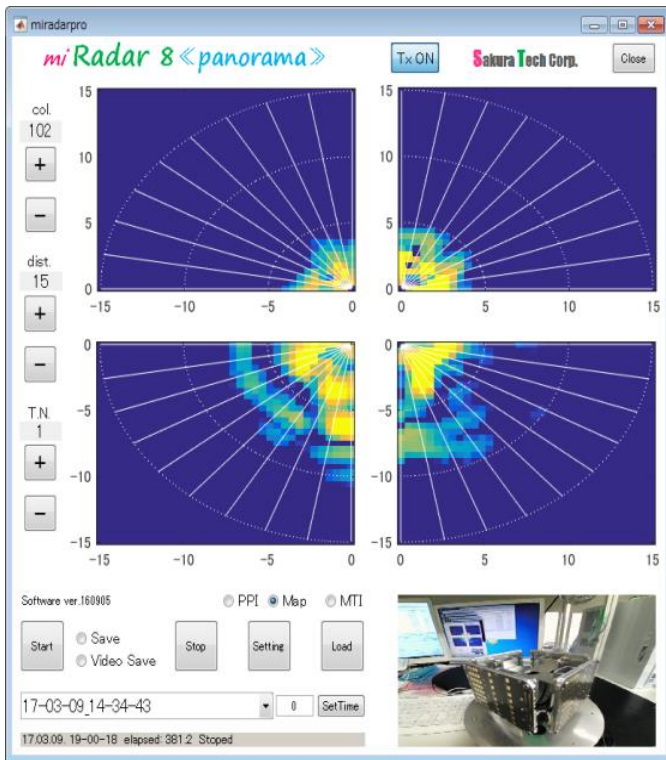 miradarpro
mi Radar 8 ≪panorama≫ Tx ON Sakura Tech Corp. Close
col.
102
+
−
dist.
15
+
−
T.N.
1
+
−
15
10
5
0
-15 -10 -5 0
15
10
5
0
0 5 10 15
0
-5
-10
-15
-15 -10 -5 0
0
-5
-10
-15
0 5 10 15
Software ver.160905
PPI Map MTI
Start
Save
Video Save
Stop Setting Load
17-03-09_14-34-43 0 SetTime
17.03.09. 19-00-18 elapsed: 381.2 Stoped